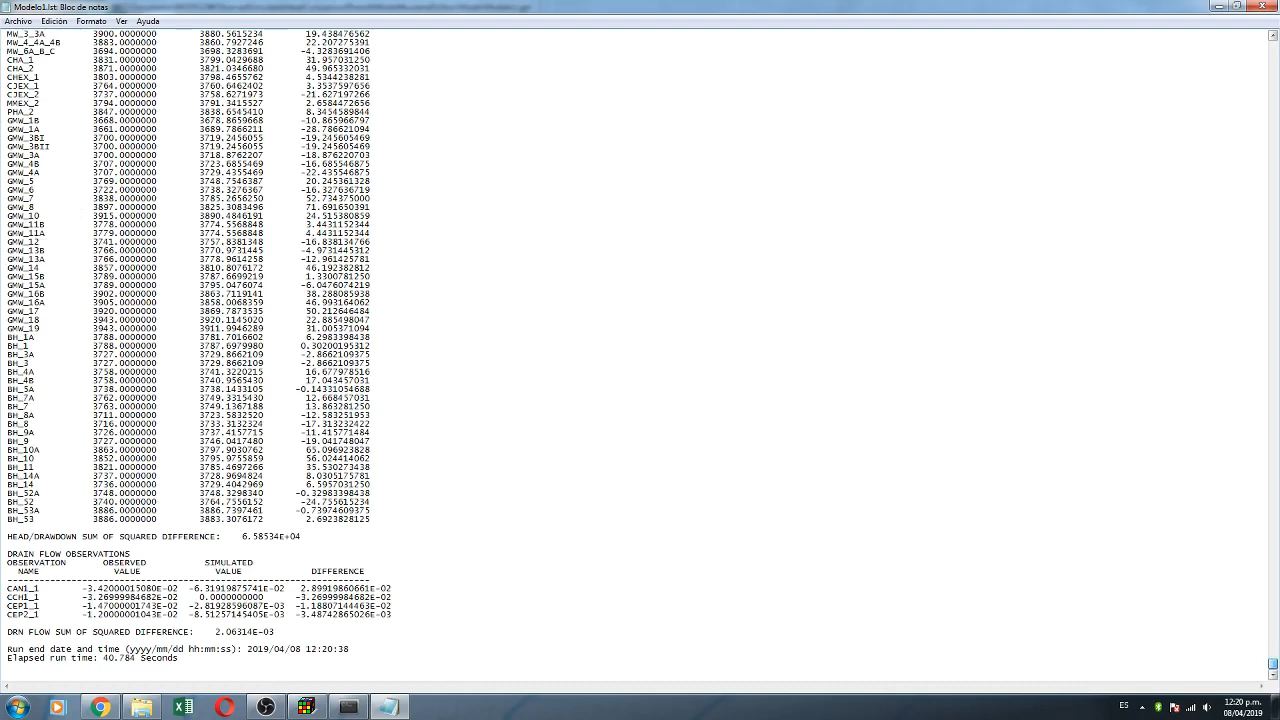 Modelo1.lst: Bloc de notas
Archivo Edición Formato Ver Ayuda
MW_3_3A 3900.0000000 3880.5615234 19.438476562
MW_4_4A_4B 3883.0000000 3860.7927246 22.207275391
MW_6A_B_C 3694.0000000 3698.3283691 -4.3283691406
CHA_1 3831.0000000 3799.0429688 31.957031250
CHA_2 3871.0000000 3821.0346680 49.965332031
CHEX_1 3803.0000000 3798.4655762 4.5344238281
CJEX_1 3764.0000000 3760.6462402 3.3537597656
CJEX_2 3737.0000000 3758.6271973 -21.627197266
MMEX_2 3794.0000000 3791.3415527 2.6584472656
PHA_2 3847.0000000 3838.6545410 8.3454589844
GMW_1B 3668.0000000 3678.8659668 -10.865966797
GMW_1A 3661.0000000 3689.7866211 -28.786621094
GMW_3BI 3700.0000000 3719.2456055 -19.245605469
GMW_3BII 3700.0000000 3719.2456055 -19.245605469
GMW_3A 3700.0000000 3718.8762207 -18.876220703
GMW_4B 3707.0000000 3723.6855469 -16.685546875
GMW_4A 3707.0000000 3729.4355469 -22.435546875
GMW_5 3769.0000000 3748.7546387 20.245361328
GMW_6 3722.0000000 3738.3276367 -16.327636719
GMW_7 3838.0000000 3785.2656250 52.734375000
GMW_8 3897.0000000 3825.3083496 71.691650391
GMW_10 3915.0000000 3890.4846191 24.515380859
GMW_11B 3778.0000000 3774.5568848 3.4431152344
GMW_11A 3779.0000000 3774.5568848 4.4431152344
GMW_12 3741.0000000 3757.8381348 -16.838134766
GMW_13B 3766.0000000 3770.9731445 -4.9731445312
GMW_13A 3766.0000000 3778.9614258 -12.961425781
GMW_14 3857.0000000 3810.8076172 46.192382812
GMW_15B 3789.0000000 3787.6699219 1.3300781250
GMW_15A 3789.0000000 3795.0476074 -6.0476074219
GMW_16B 3902.0000000 3863.7119141 38.288085938
GMW_16A 3905.0000000 3858.0068359 46.993164062
GMW_17 3920.0000000 3869.7873535 50.212646484
GMW_18 3943.0000000 3920.1145020 22.885498047
GMW_19 3943.0000000 3911.9946289 31.005371094
BH_1A 3788.0000000 3781.7016602 6.2983398438
BH_1 3788.0000000 3787.6979980 0.30200195312
BH_3A 3727.0000000 3729.8662109 -2.8662109375
BH_3 3727.0000000 3729.8662109 -2.8662109375
BH_4A 3758.0000000 3741.3220215 16.677978516
BH_4B 3758.0000000 3740.9565430 17.043457031
BH_5A 3738.0000000 3738.1433105 -0.14331054688
BH_7A 3762.0000000 3749.3315430 12.668457031
BH_7 3763.0000000 3749.1367188 13.863281250
BH_8A 3711.0000000 3723.5832520 -12.583251953
BH_8 3716.0000000 3733.3132324 -17.313232422
BH_9A 3726.0000000 3737.4157715 -11.415771484
BH_9 3727.0000000 3746.0417480 -19.041748047
BH_10A 3863.0000000 3797.9030762 65.096923828
BH_10 3852.0000000 3795.9755859 56.024414062
BH_11 3821.0000000 3785.4697266 35.530273438
BH_14A 3737.0000000 3728.9694824 8.0305175781
BH_14 3736.0000000 3729.4042969 6.5957031250
BH_52A 3748.0000000 3748.3298340 -0.32983398438
BH_52 3740.0000000 3764.7556152 -24.755615234
BH_53A 3886.0000000 3886.7397461 -0.73974609375
BH_53 3886.0000000 3883.3076172 2.6923828125
HEAD/DRAWDOWN SUM OF SQUARED DIFFERENCE: 6.58534E+04
DRAIN FLOW OBSERVATIONS
OBSERVATION OBSERVED SIMULATED
NAME VALUE VALUE DIFFERENCE
----------------------------------------------------------------------
CAN1_1 -3.42000015080E-02 -6.31919875741E-02 2.89919860661E-02
CCH1_1 -3.26999984682E-02 0.0000000000 -3.26999984682E-02
CEP1_1 -1.47000001743E-02 -2.81928596087E-03 -1.18807144463E-02
CEP2_1 -1.20000001043E-02 -8.51257145405E-03 -3.48742865026E-03
DRN FLOW SUM OF SQUARED DIFFERENCE: 2.06314E-03
Run end date and time (yyyy/mm/dd hh:mm:ss): 2019/04/08 12:20:38
Elapsed run time: 40.784 Seconds
ES 12:20 p.m.
08/04/2019